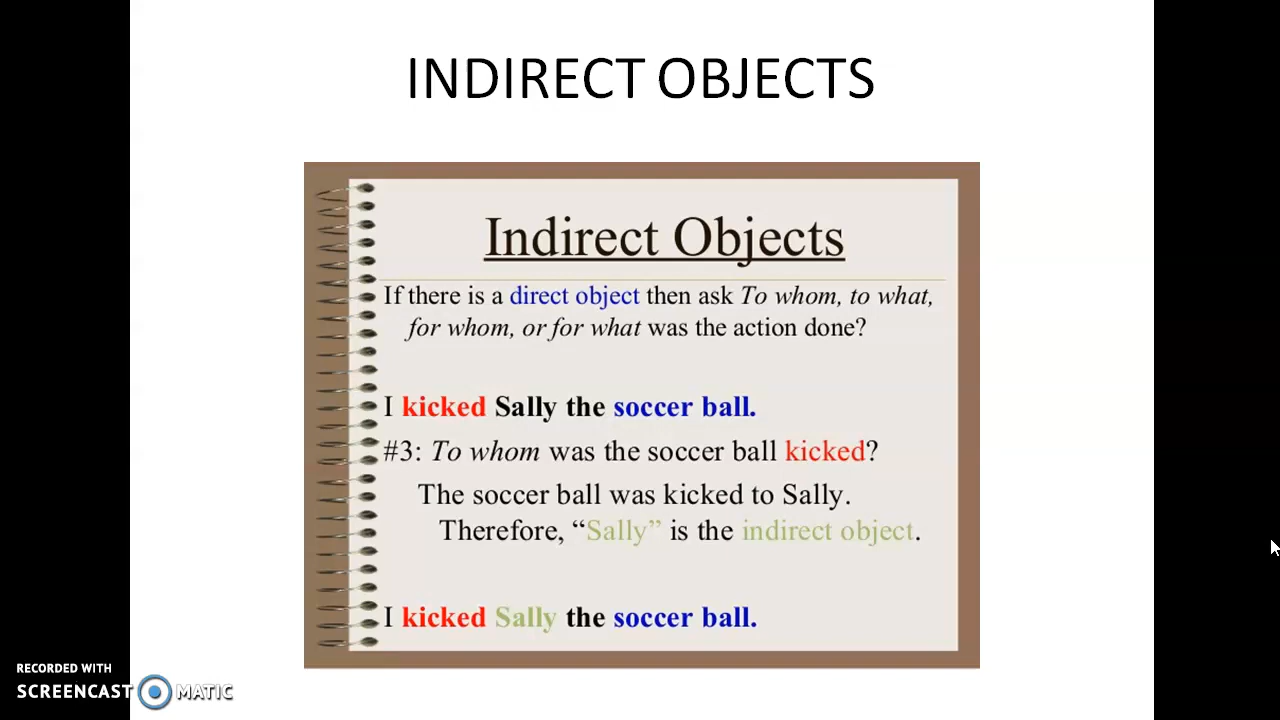 INDIRECT OBJECTS
Indirect Objects
If there is a direct object then ask To whom, to what,
for whom, or for what was the action done?
I kicked Sally the soccer ball.
#3: To whom was the soccer ball kicked?
The soccer ball was kicked to Sally.
Therefore, “Sally” is the indirect object.
I kicked Sally the soccer ball.
RECORDED WITH
SCREENCAST MATIC